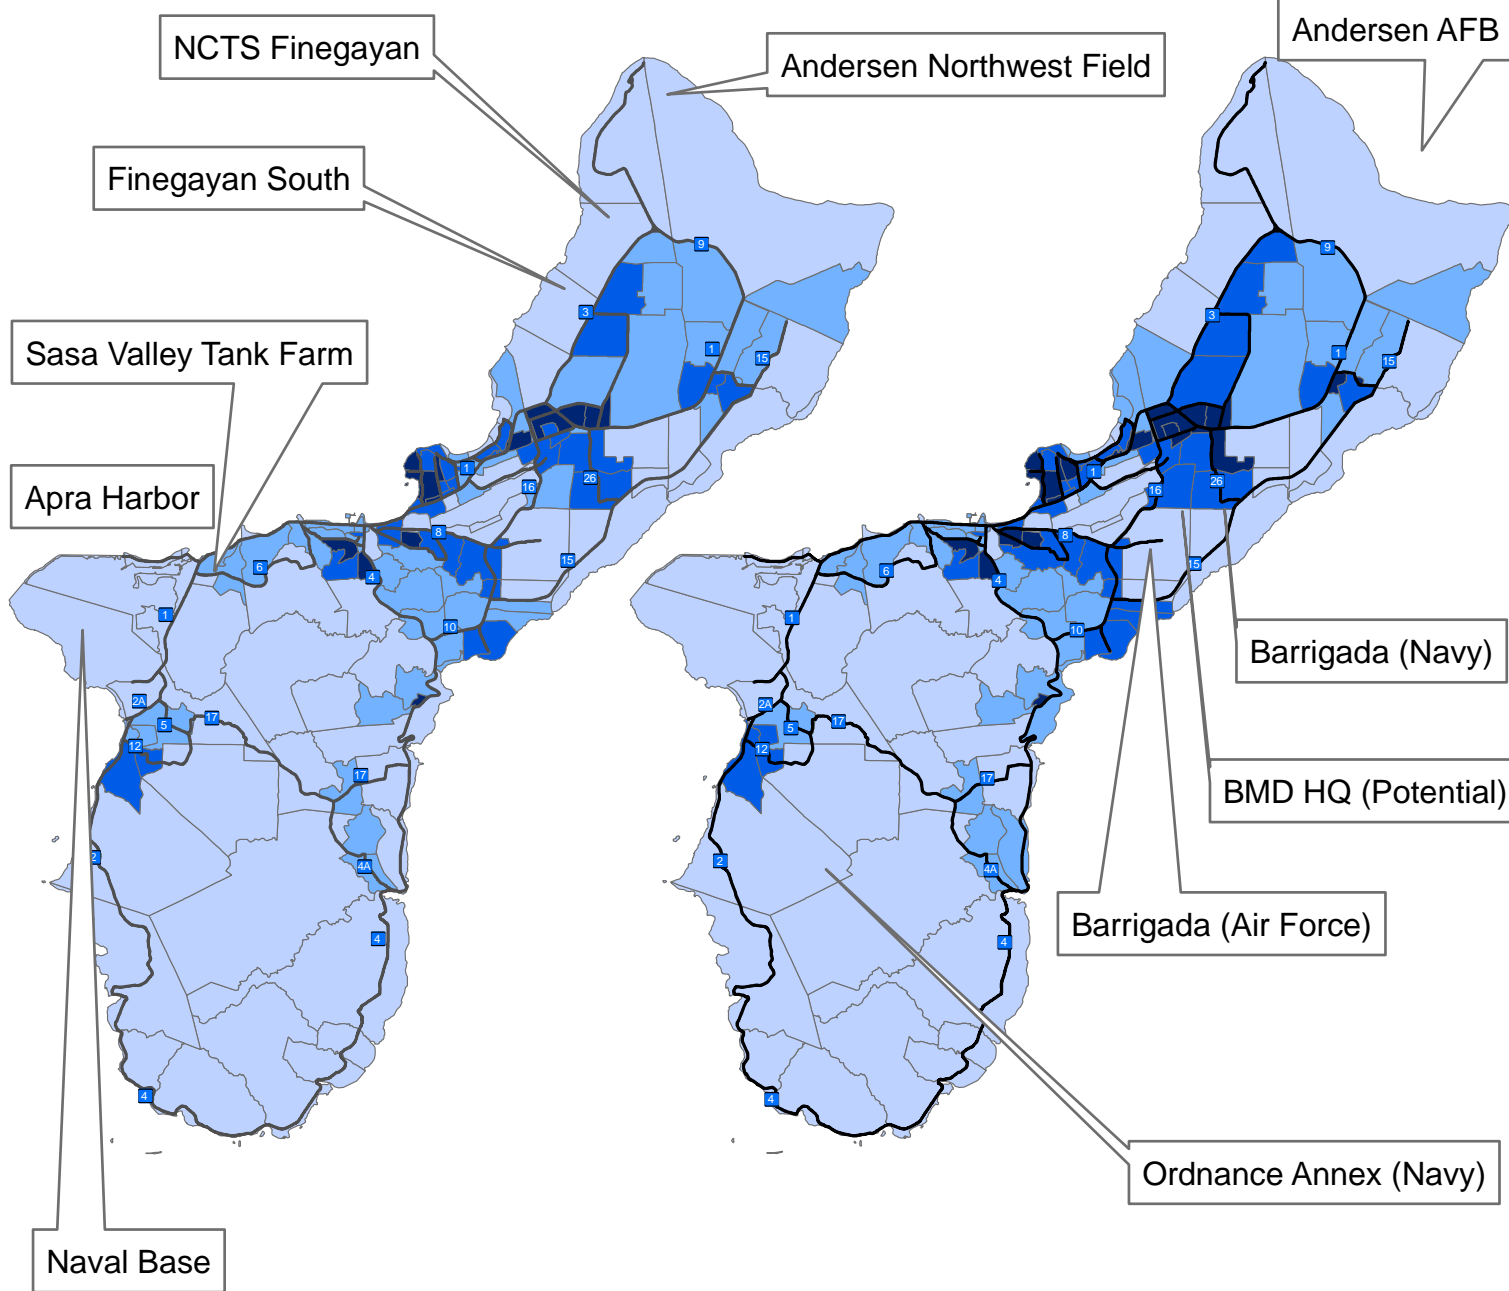 Andersen AFB
NCTS Finegayan
Andersen Northwest Field
Finegayan South
Sasa Valley Tank Farm
Apra Harbor
Barrigada (Navy)
BMD HQ (Potential)
Barrigada (Air Force)
Ordnance Annex (Navy)
Naval Base
9
3
1
15
1
26
16
8
15
6
4
1
10
2A
5
17
12
17
2
4A
4
4
9
3
1
15
1
16
26
8
15
6
4
1
10
2A
5
17
12
17
2
4A
4
4